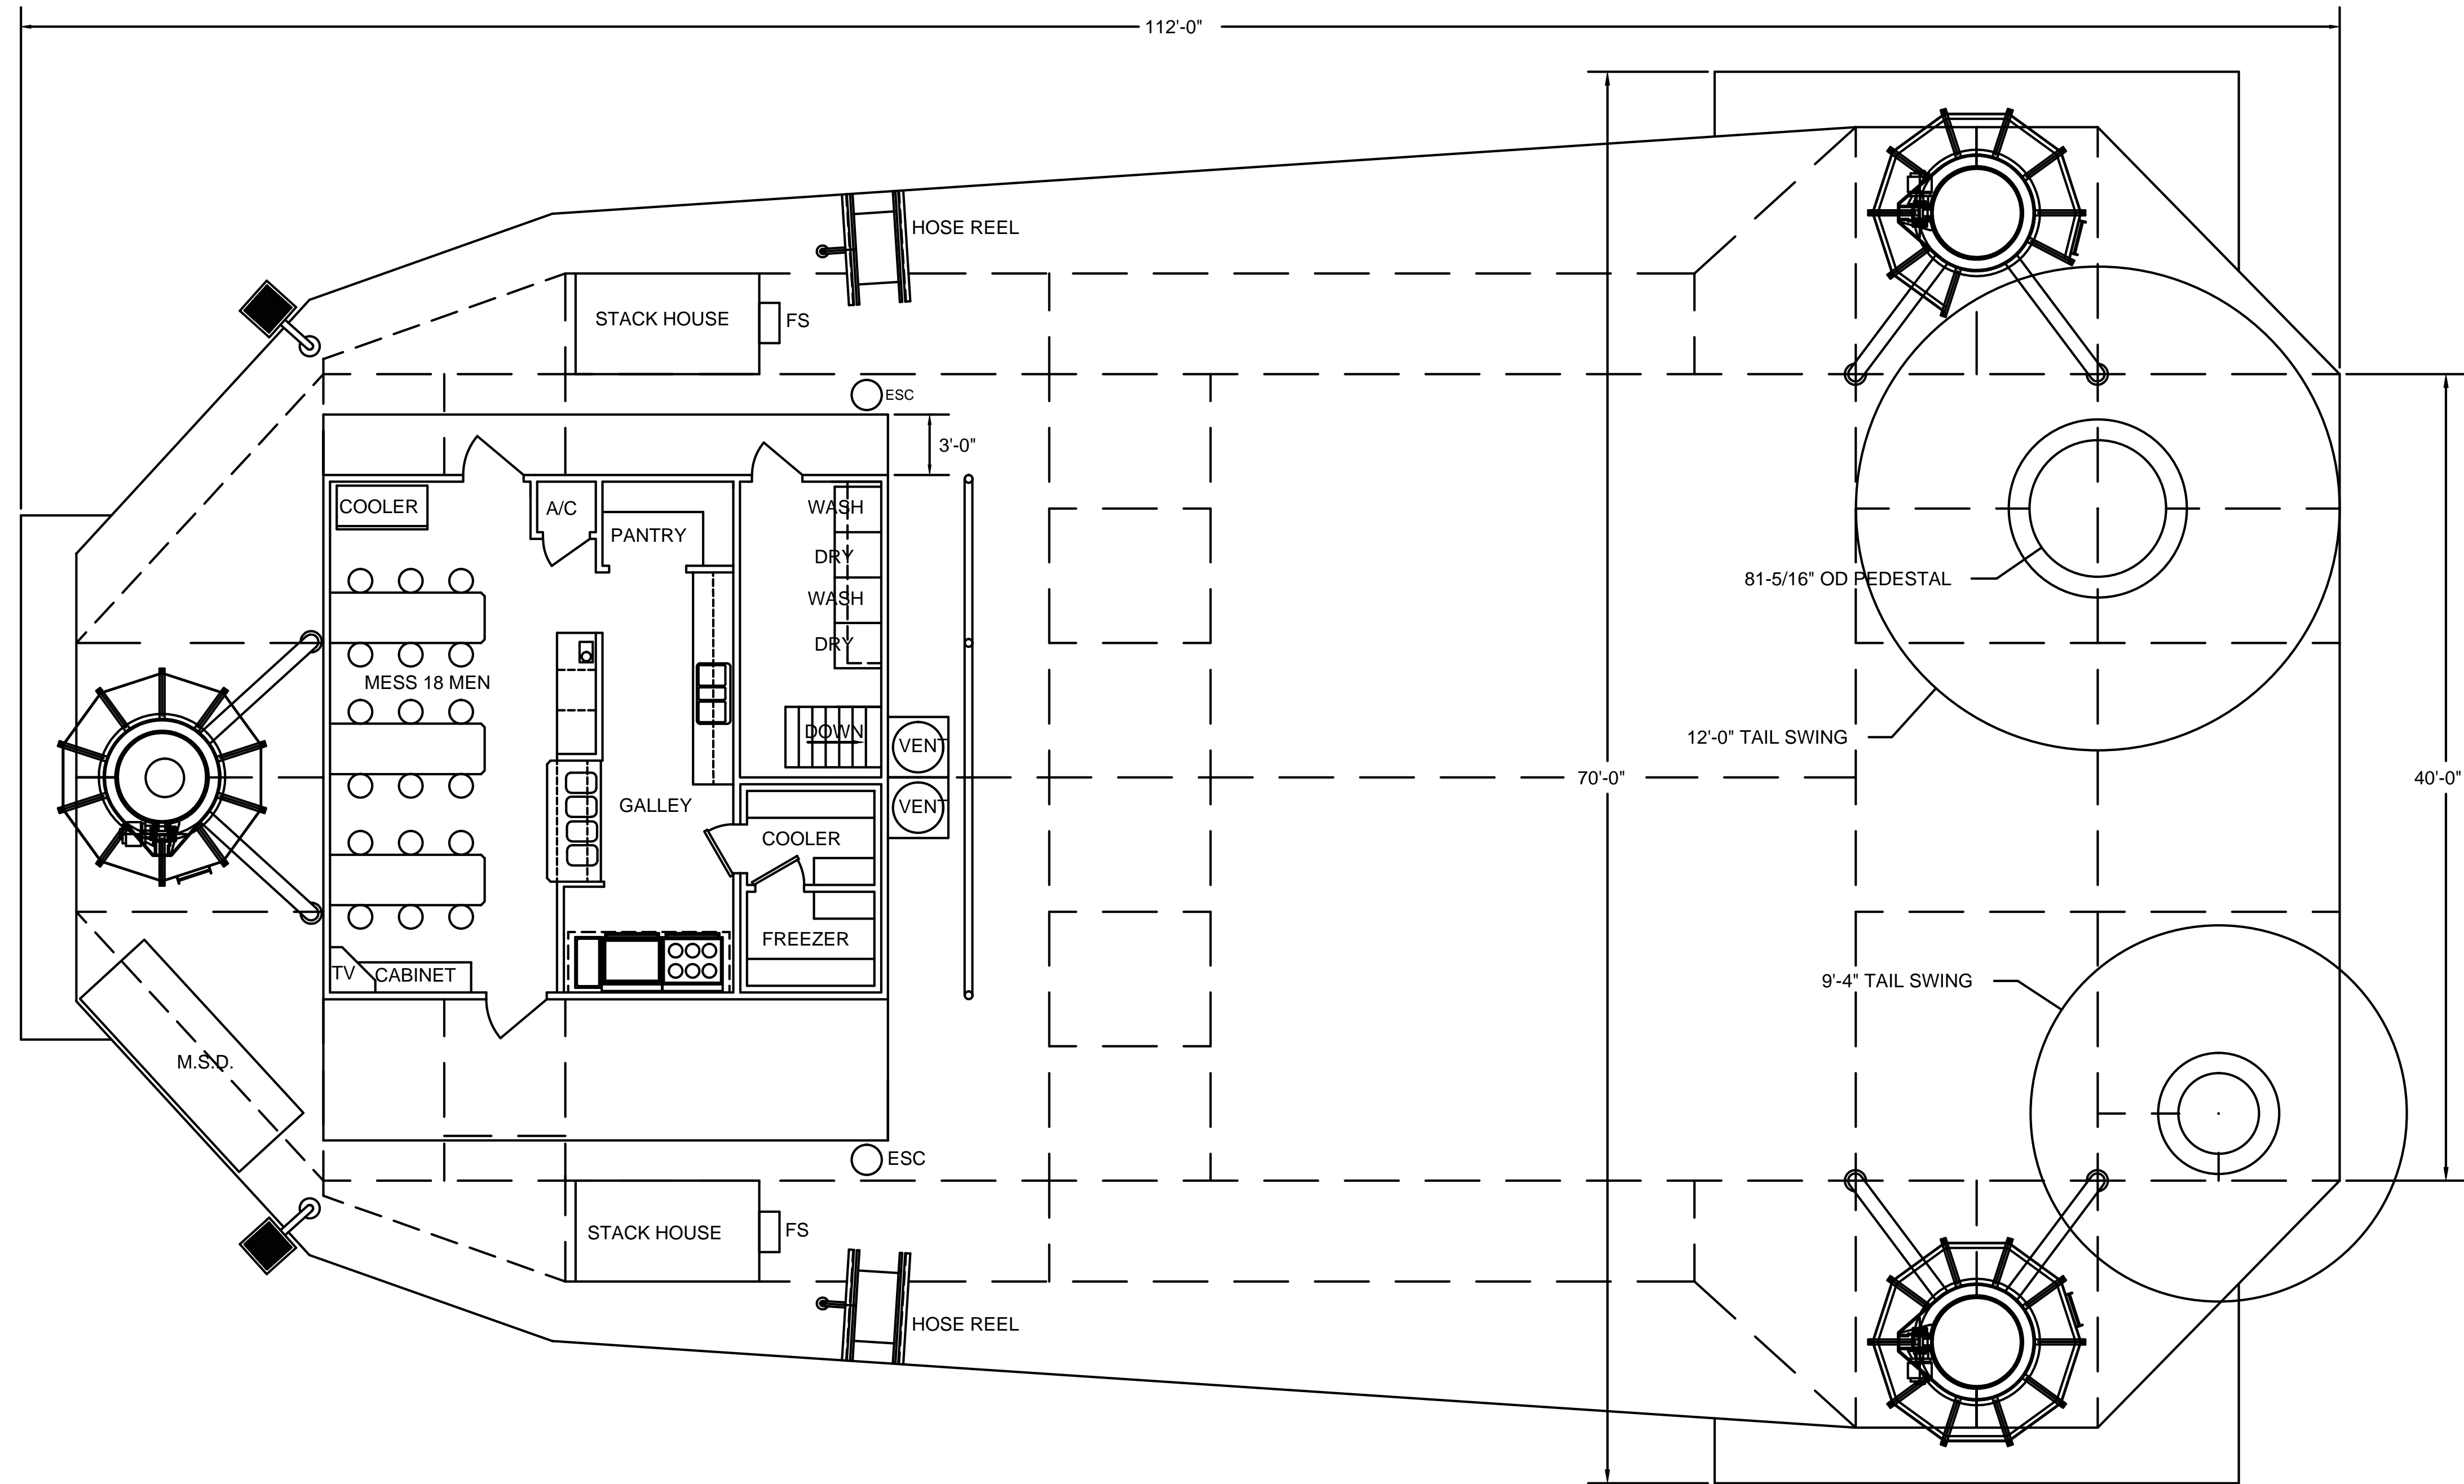 112'-0"
HOSE REEL
STACK HOUSE
FS
ESC
3'-0"
COOLER
A/C
PANTRY
WASH
DRY
WASH
DRY
81-5/16" OD PEDESTAL
MESS 18 MEN
DOWN
VENT
12'-0" TAIL SWING
70'-0"
40'-0"
GALLEY
VENT
COOLER
FREEZER
TV
CABINET
9'-4" TAIL SWING
M.S.D.
ESC
STACK HOUSE
FS
HOSE REEL